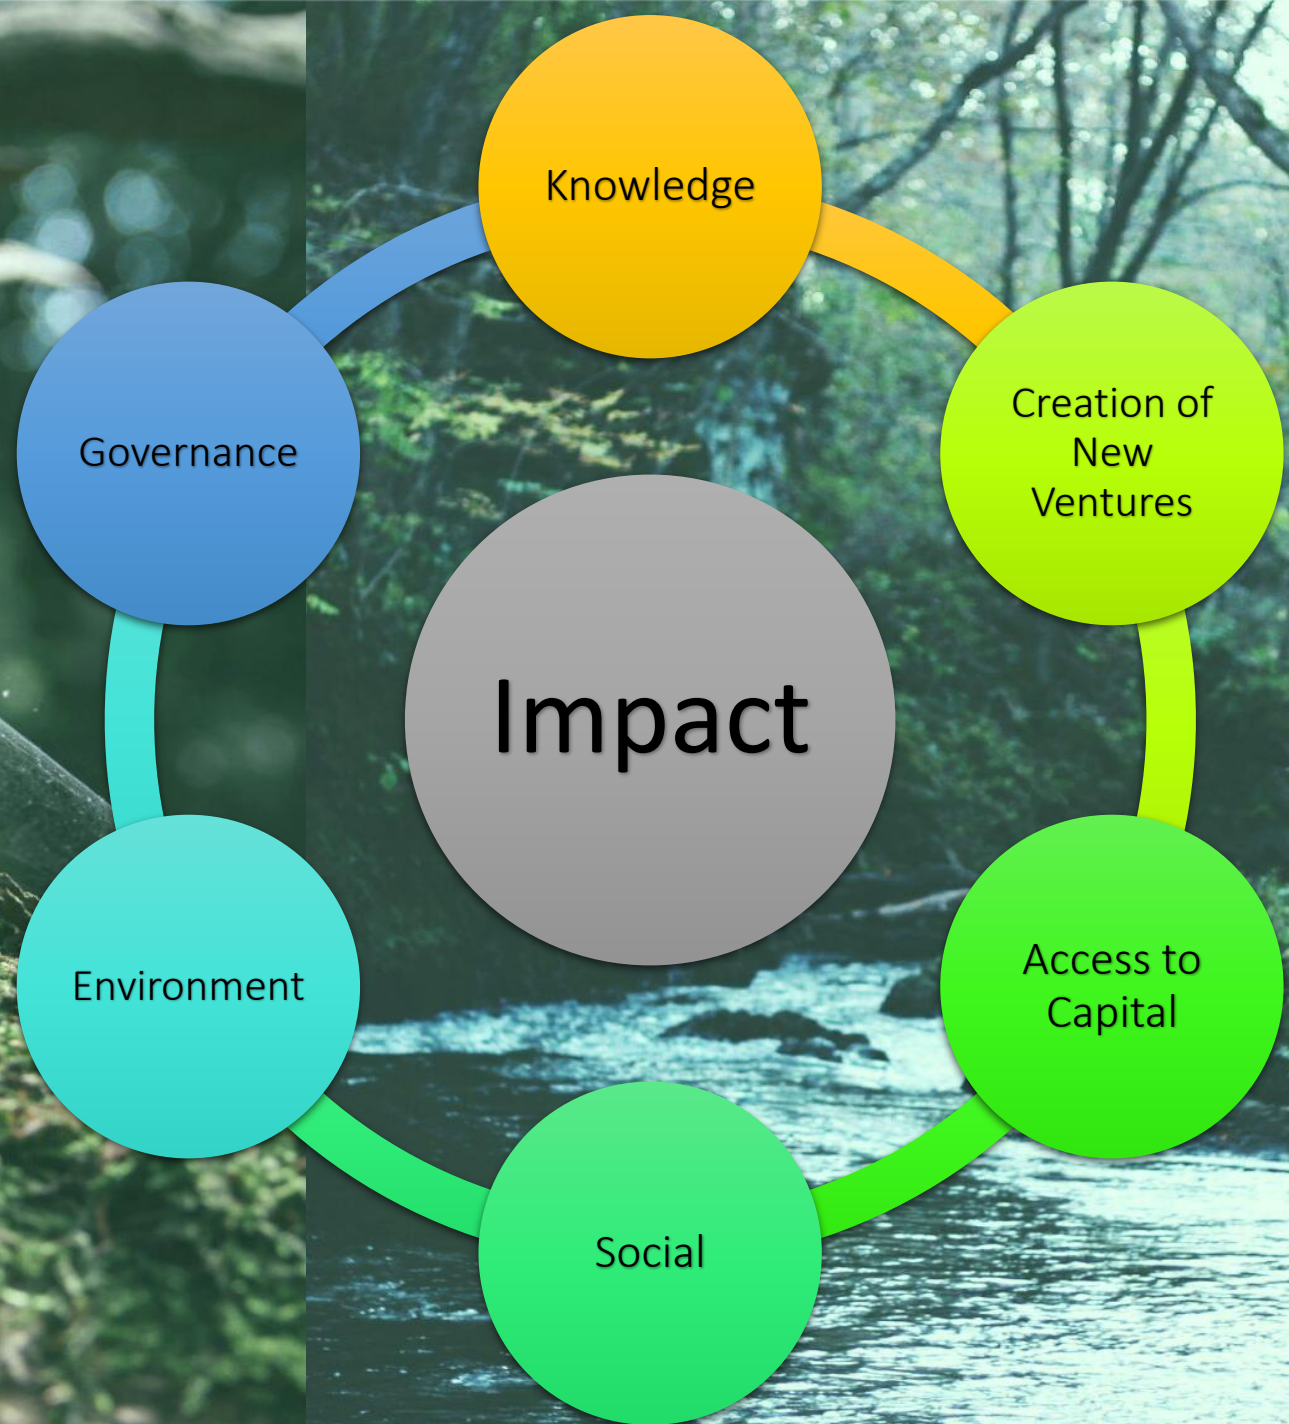 Knowledge
Creation of
New
Ventures
Access to
Capital
Social
Environment
Governance
Impact